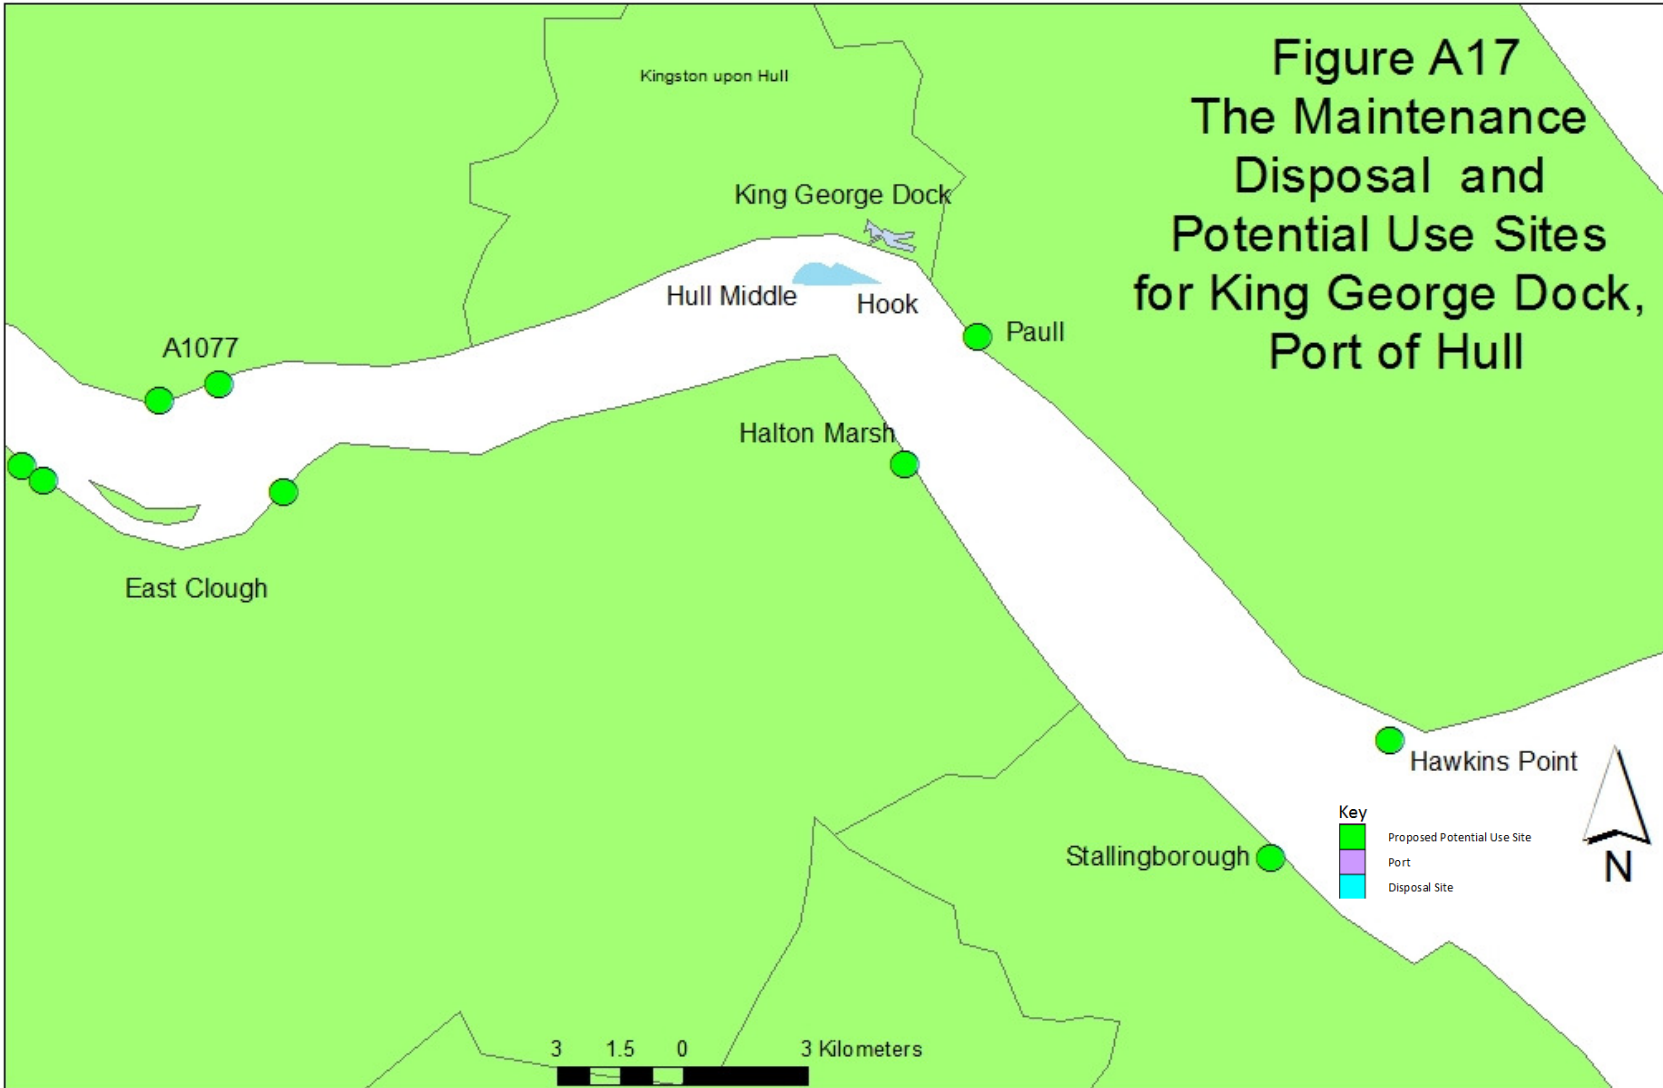 Figure A17
The Maintenance
Disposal and
Potential Use Sites
for King George Dock,
Port of Hull
Kingston upon Hull
King George Dock
Hull Middle
Hook
Paull
A1077
Halton Marsh
East Clough
Hawkins Point
Stallingborough
Key
Proposed Potential Use Site
Port
Disposal Site
N
3 1.5 0 3 Kilometers